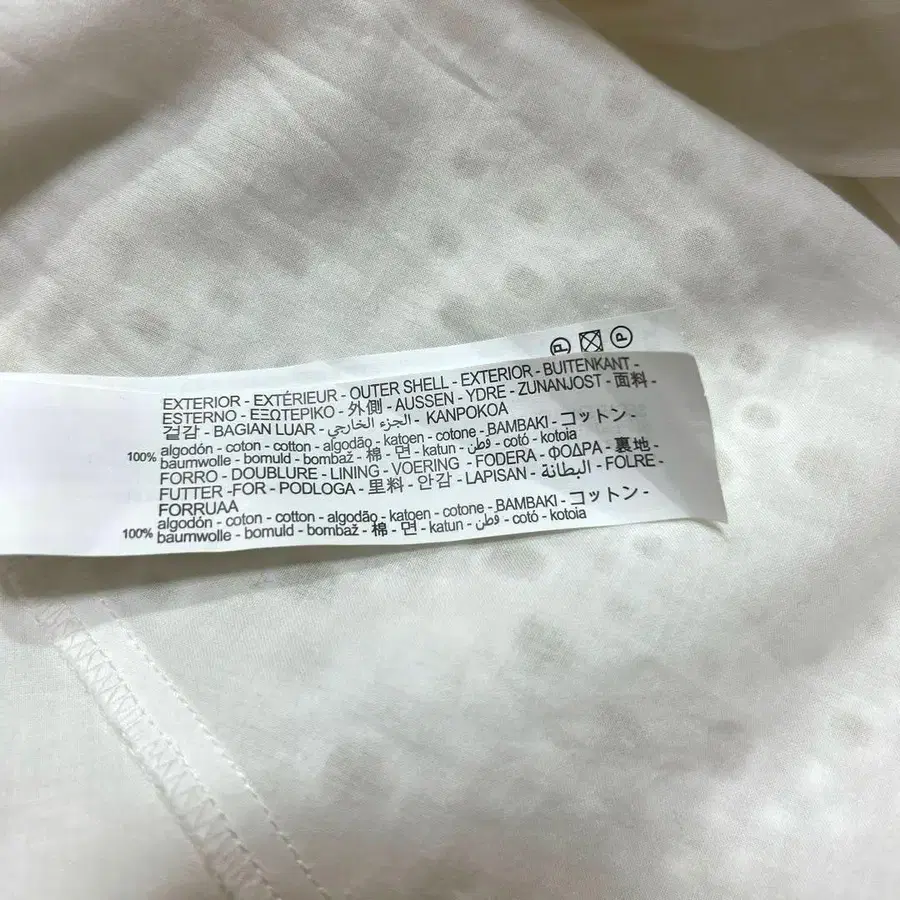 Ⓟ Ⓟ
EXTERIOR - EXTÉRIEUR - OUTER SHELL - EXTERIOR - BUITENKANT -
ESTERNO - ΕΞΩΤΕΡΙΚΟ - 外側 - AUSSEN - YDRE - ZUNANJOST - 面料 -
겉감 - BAGIAN LUAR - الجزء الخارجي - KANPOKOA
100% algodón - coton - cotton - algodão - katoen - cotone - BAMBAKI - コットン -
baumwolle - bomuld - bombaž - 棉 - 면 - katun - قطن - cotó - kotoia
FORRO - DOUBLURE - LINING - VOERING - FODERA - ΦΟΔΡΑ - 裏地 -
FUTTER -FOR - PODLOGA - 里料 - 안감 - LAPISAN - البطانة - FOLRE -
FORRUAA
100% algodón - coton - cotton - algodão - katoen - cotone - BAMBAKI - コットン -
baumwolle - bomuld - bombaž - 棉 - 면 - katun - قطن - cotó - kotoia